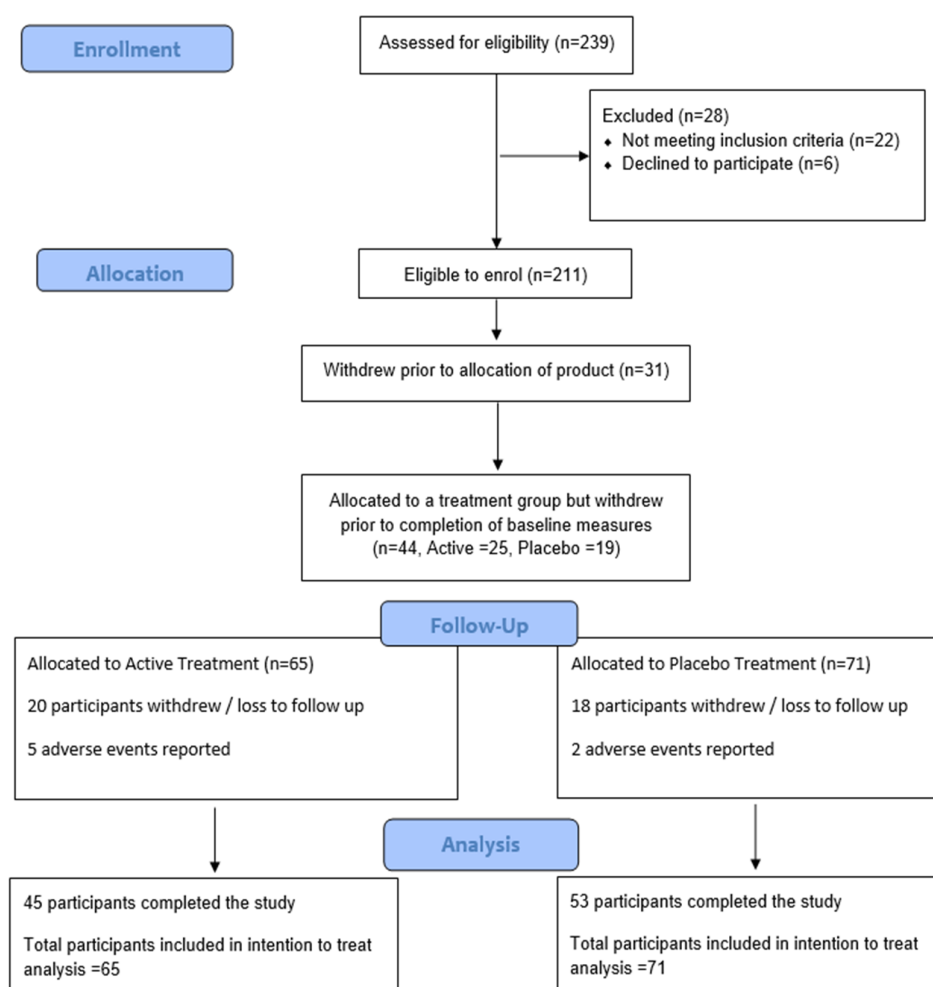 Enrollment
Assessed for eligibility (n=239)
Excluded (n=28)
⬥ Not meeting inclusion criteria (n=22)
⬥ Declined to participate (n=6)
Allocation
Eligible to enrol (n=211)
Withdrew prior to allocation of product (n=31)
Allocated to a treatment group but withdrew
prior to completion of baseline measures
(n=44, Active =25, Placebo =19)
Follow-Up
Allocated to Active Treatment (n=65)
20 participants withdrew / loss to follow up
5 adverse events reported
Allocated to Placebo Treatment (n=71)
18 participants withdrew / loss to follow up
2 adverse events reported
Analysis
45 participants completed the study
Total participants included in intention to treat
analysis =65
53 participants completed the study
Total participants included in intention to treat
analysis =71